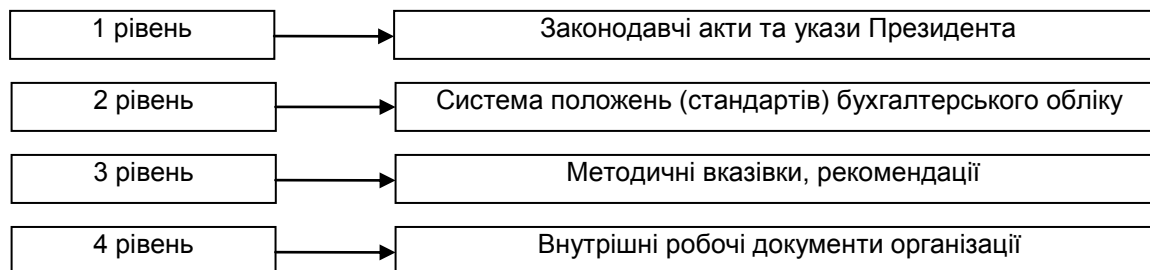 1 рівень
Законодавчі акти та укази Президента
2 рівень
Система положень (стандартів) бухгалтерського обліку
3 рівень
Методичні вказівки, рекомендації
4 рівень
Внутрішні робочі документи організації